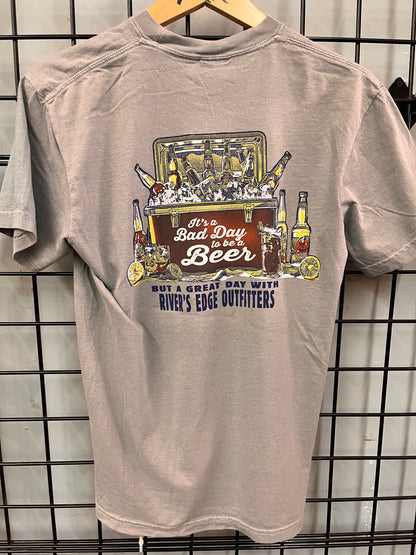 It's a
Bad Day
to be a
Beer
BUT A GREAT DAY WITH
RIVER'S EDGE OUTFITTERS